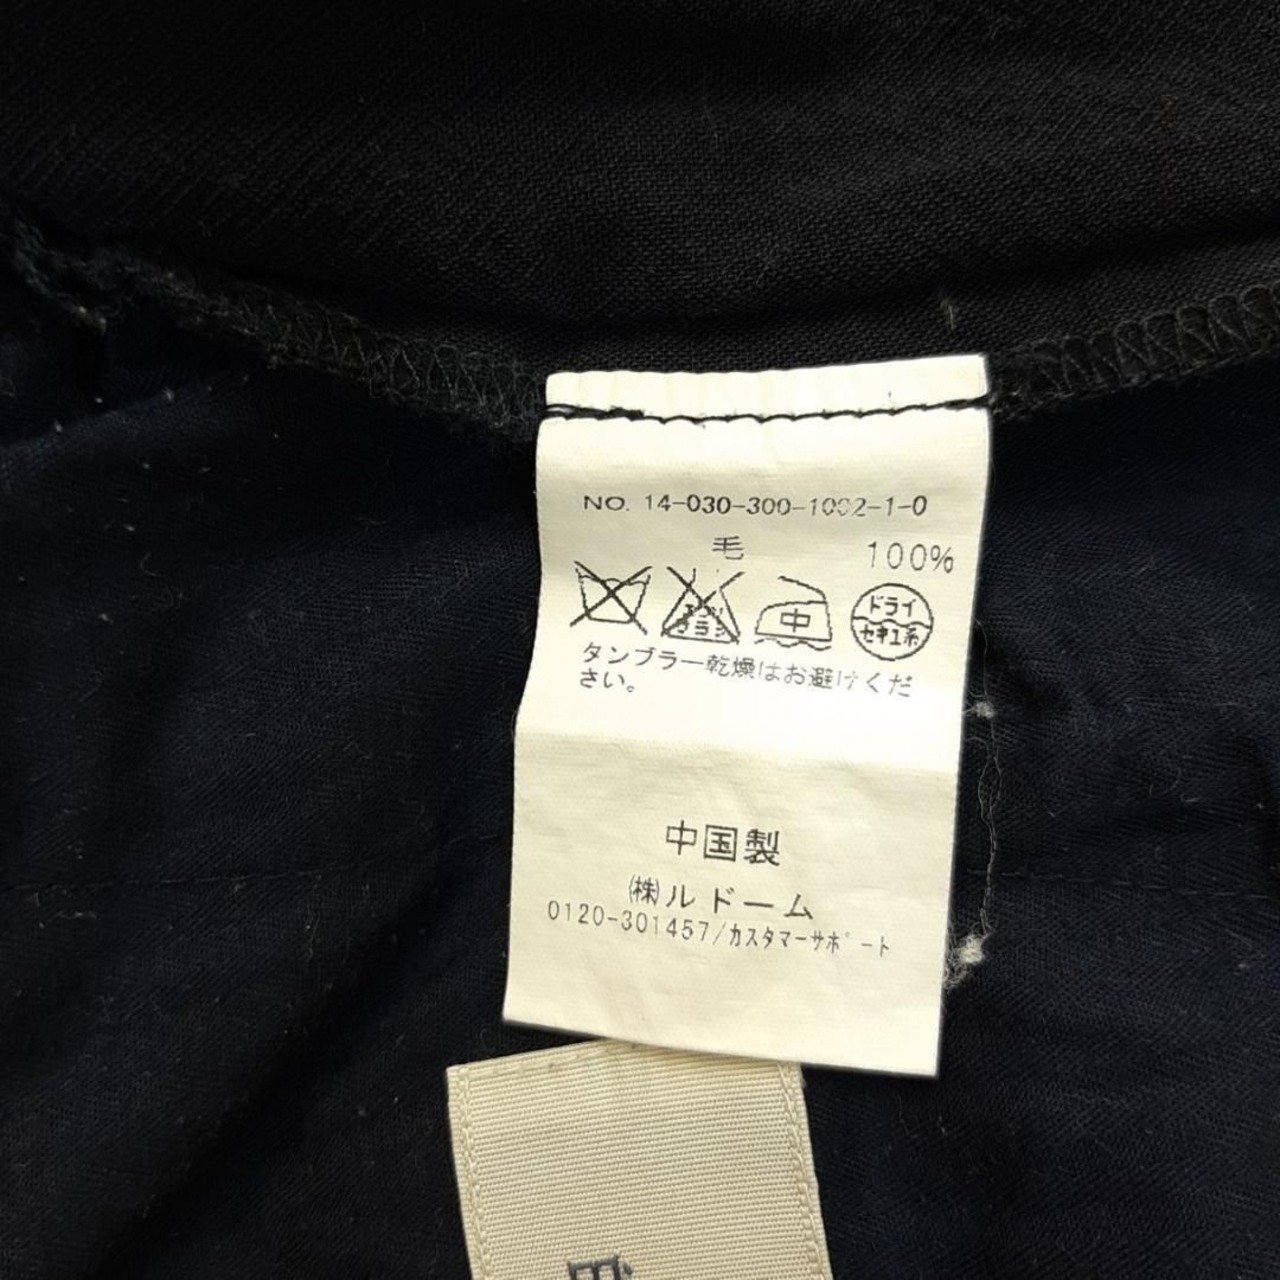 NO. 14-030-300-1002-1-0
毛 100%
中 ドライ
セキユ系
タンブラー乾燥はお避けくだ
さい。
中国製
㈱ルドーム
0120-301457/カスタマーサポート